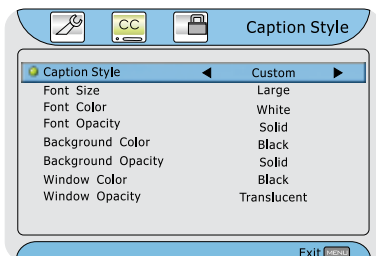 CC
Caption Style
Caption Style Custom
Font Size Large
Font Color White
Font Opacity Solid
Background Color Black
Background Opacity Solid
Window Color Black
Window Opacity Translucent
Exit MENU